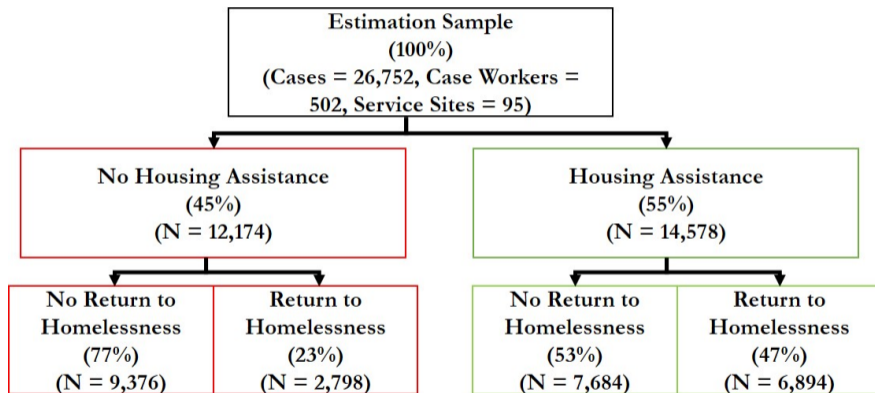 Estimation Sample
(100%)
(Cases = 26,752, Case Workers =
502, Service Sites = 95)
No Housing Assistance
(45%)
(N = 12,174)
Housing Assistance
(55%)
(N = 14,578)
No Return to
Homelessness
(77%)
(N = 9,376)
Return to
Homelessness
(23%)
(N = 2,798)
No Return to
Homelessness
(53%)
(N = 7,684)
Return to
Homelessness
(47%)
(N = 6,894)